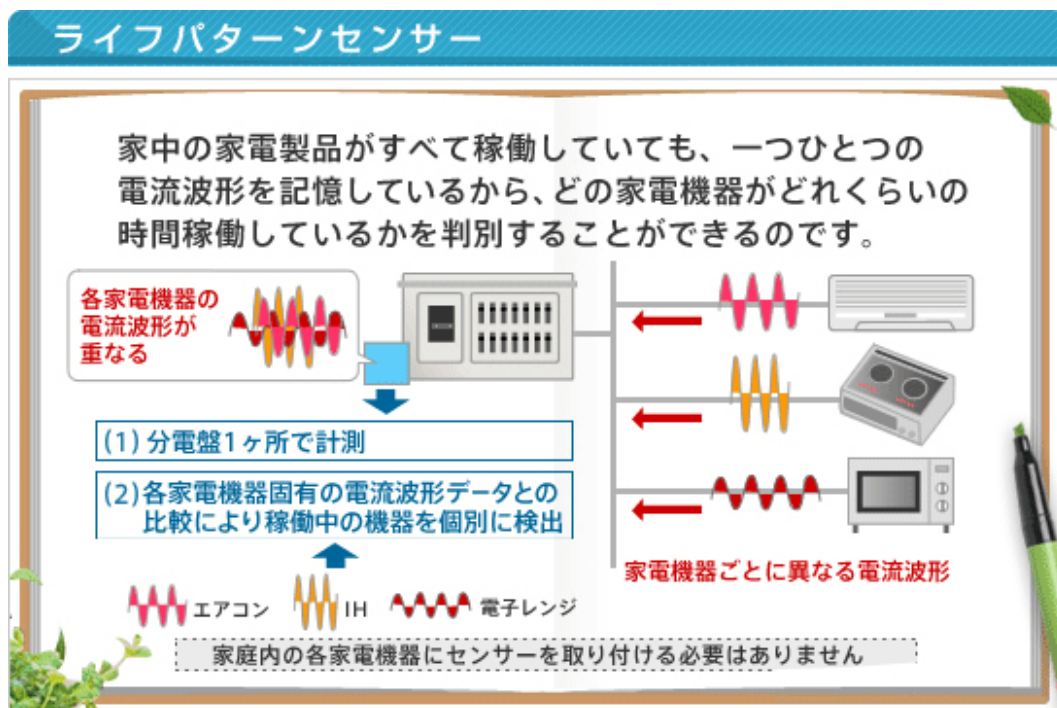 ライフパターンセンサー
家中の家電製品がすべて稼働していても、一つひとつの
電流波形を記憶しているから、どの家電機器がどれくらいの
時間稼働しているかを判別することができるのです。
各家電機器の
電流波形が
重なる
(1) 分電盤1ヶ所で計測
(2) 各家電機器固有の電流波形データとの
比較により稼働中の機器を個別に検出
家電機器ごとに異なる電流波形
エアコン
IH
電子レンジ
家庭内の各家電機器にセンサーを取り付ける必要はありません